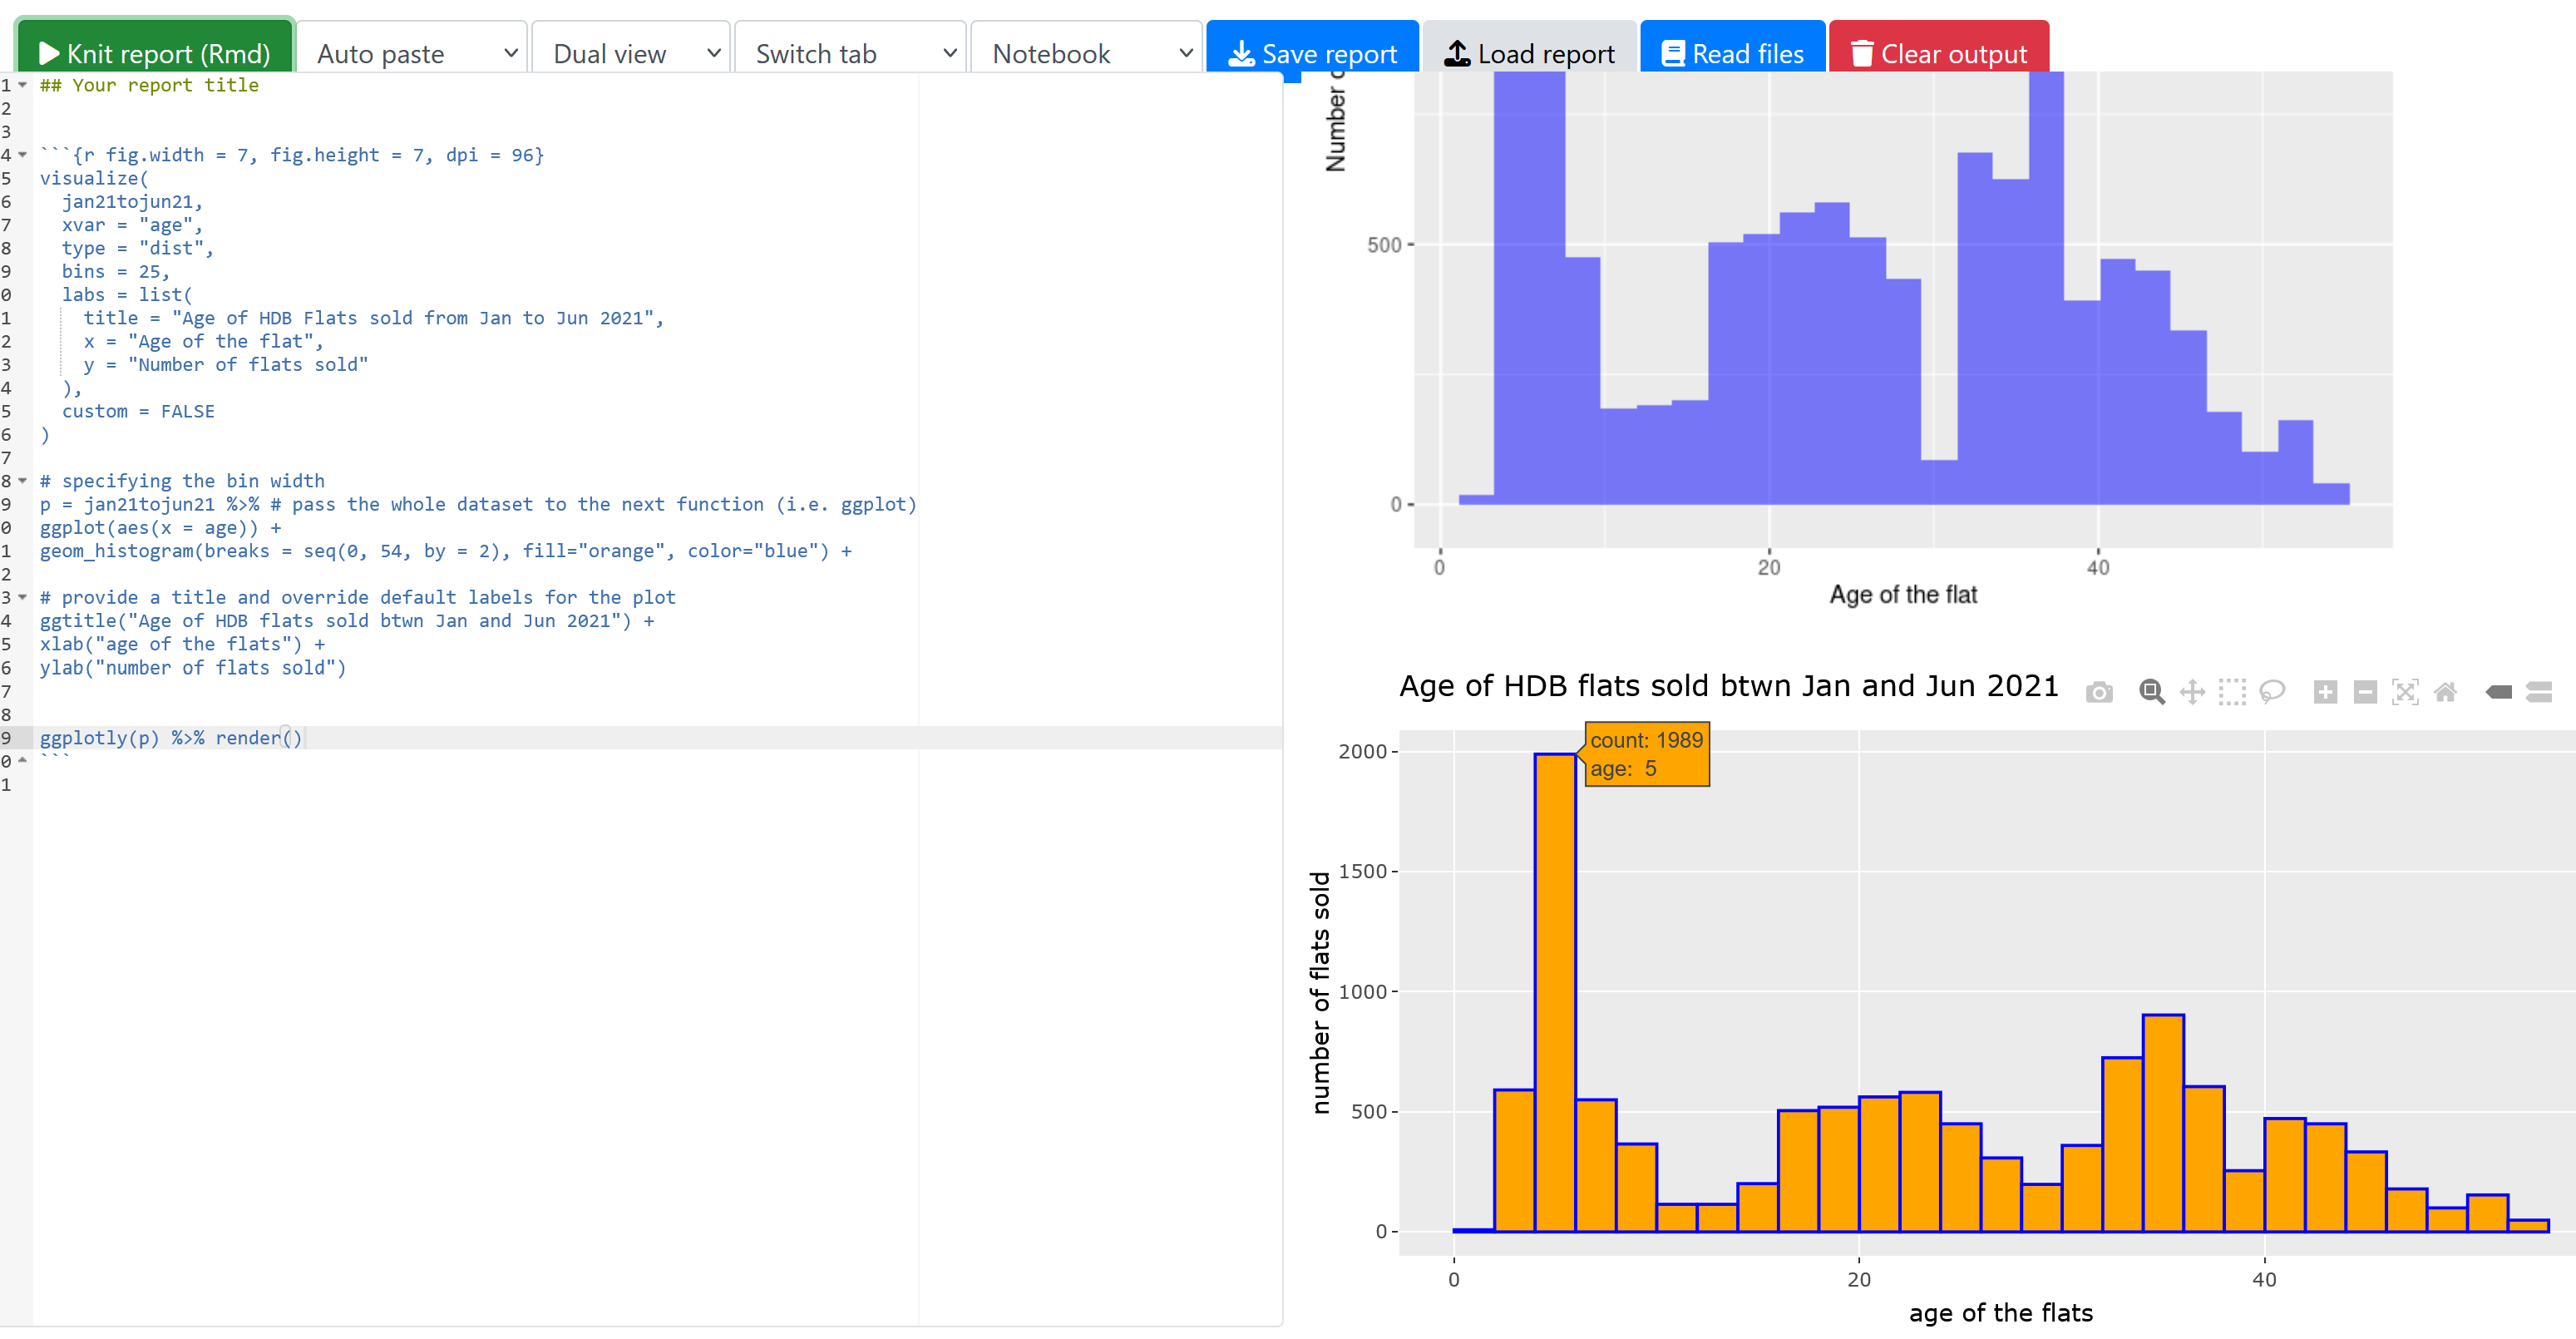 Knit report (Rmd) Auto paste Dual view Switch tab Notebook Save report Load report Read files Clear output
1 ## Your report title
2
3
4 ```{r fig.width = 7, fig.height = 7, dpi = 96}
5 visualize(
6   jan21tojun21,
7   xvar = "age",
8   type = "dist",
9   bins = 25,
0   labs = list(
1     title = "Age of HDB Flats sold from Jan to Jun 2021",
2     x = "Age of the flat",
3     y = "Number of flats sold"
4   ),
5   custom = FALSE
6 )
7
8 # specifying the bin width
9 p = jan21tojun21 %>% # pass the whole dataset to the next function (i.e. ggplot)
0 ggplot(aes(x = age)) +
1 geom_histogram(breaks = seq(0, 54, by = 2), fill="orange", color="blue") +
2
3 # provide a title and override default labels for the plot
4 ggtitle("Age of HDB flats sold btwn Jan and Jun 2021") +
5 xlab("age of the flats") +
6 ylab("number of flats sold")
7
8
9 ggplotly(p) %>% render()
0 ```
1
Number
500
0
0 20 40
Age of the flat
Age of HDB flats sold btwn Jan and Jun 2021
count: 1989
age: 5
2000
1500
1000
500
0
number of flats sold
0 20 40
age of the flats